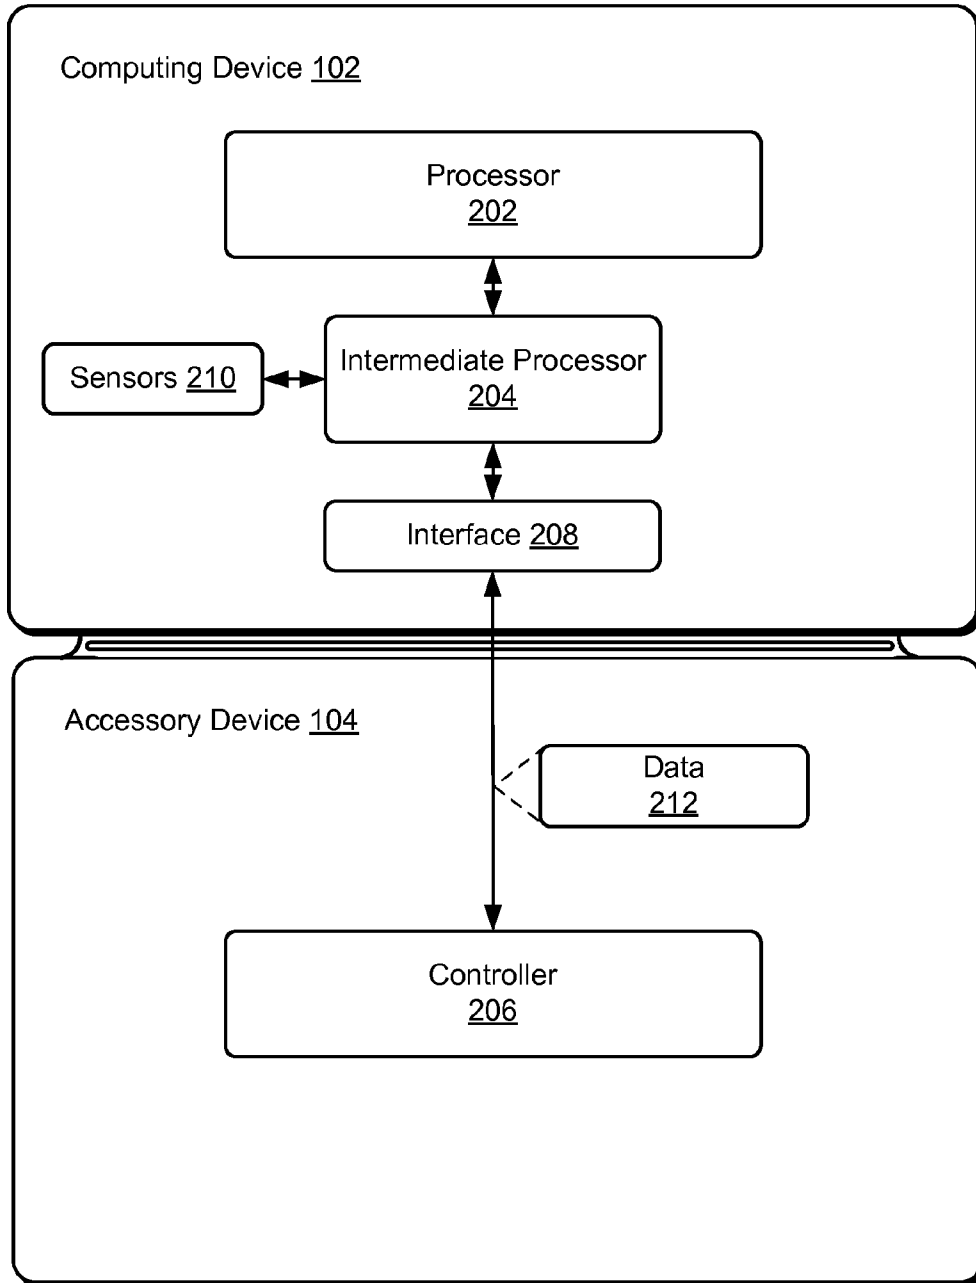 Computing Device 102
Processor
202
Intermediate Processor
204
Sensors 210
Interface 208
Accessory Device 104
Data
212
Controller
206